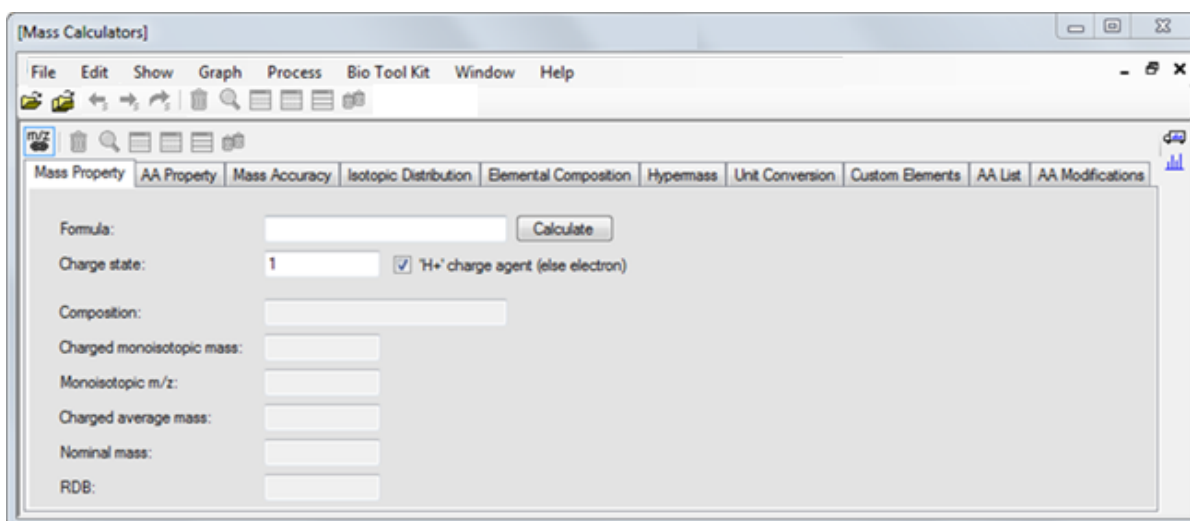 [Mass Calculators]
File Edit Show Graph Process Bio Tool Kit Window Help
m/z
Mass Property AA Property Mass Accuracy Isotopic Distribution Elemental Composition Hypermass Unit Conversion Custom Elements AA List AA Modifications
Formula: Calculate
Charge state: 1 'H+' charge agent (else electron)
Composition:
Charged monoisotopic mass:
Monoisotopic m/z:
Charged average mass:
Nominal mass:
RDB: